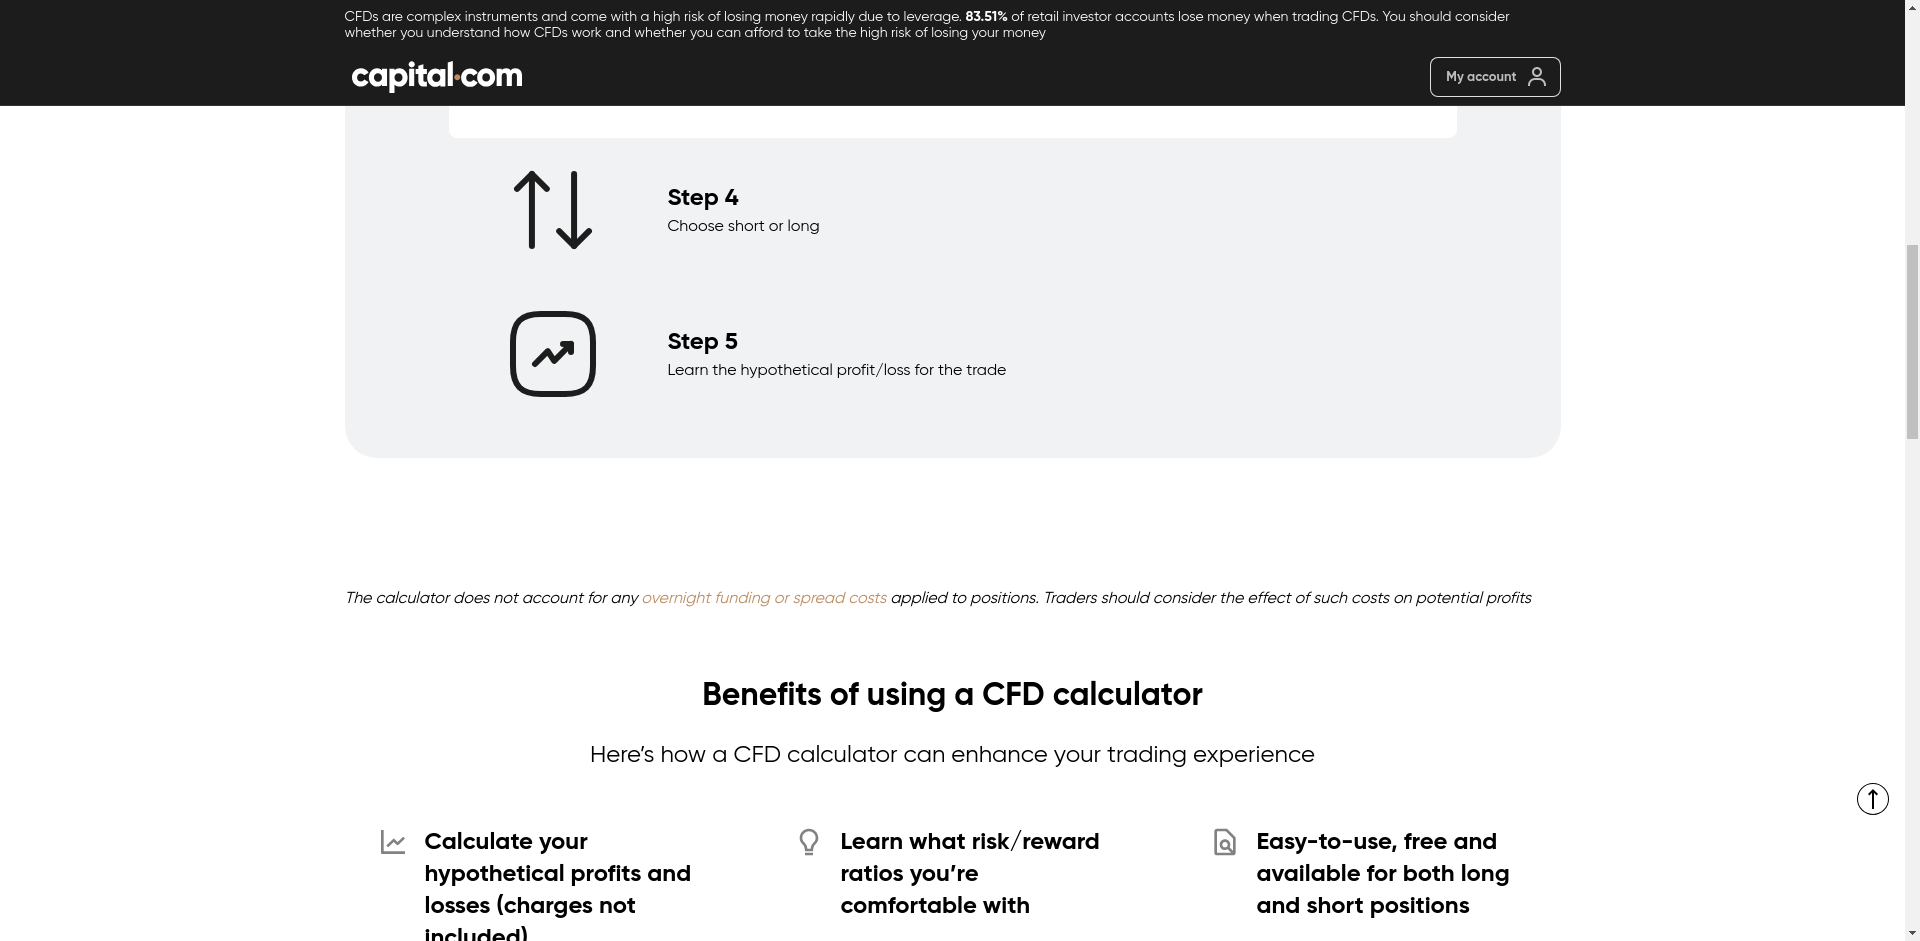 CFDs are complex instruments and come with a high risk of losing money rapidly due to leverage. 83.51% of retail investor accounts lose money when trading CFDs. You should consider
whether you understand how CFDs work and whether you can afford to take the high risk of losing your money
capital.com
My account
Step 4
Choose short or long
Step 5
Learn the hypothetical profit/loss for the trade
The calculator does not account for any overnight funding or spread costs applied to positions. Traders should consider the effect of such costs on potential profits
Benefits of using a CFD calculator
Here’s how a CFD calculator can enhance your trading experience
Calculate your
hypothetical profits and
losses (charges not
included)
Learn what risk/reward
ratios you’re
comfortable with
Easy-to-use, free and
available for both long
and short positions